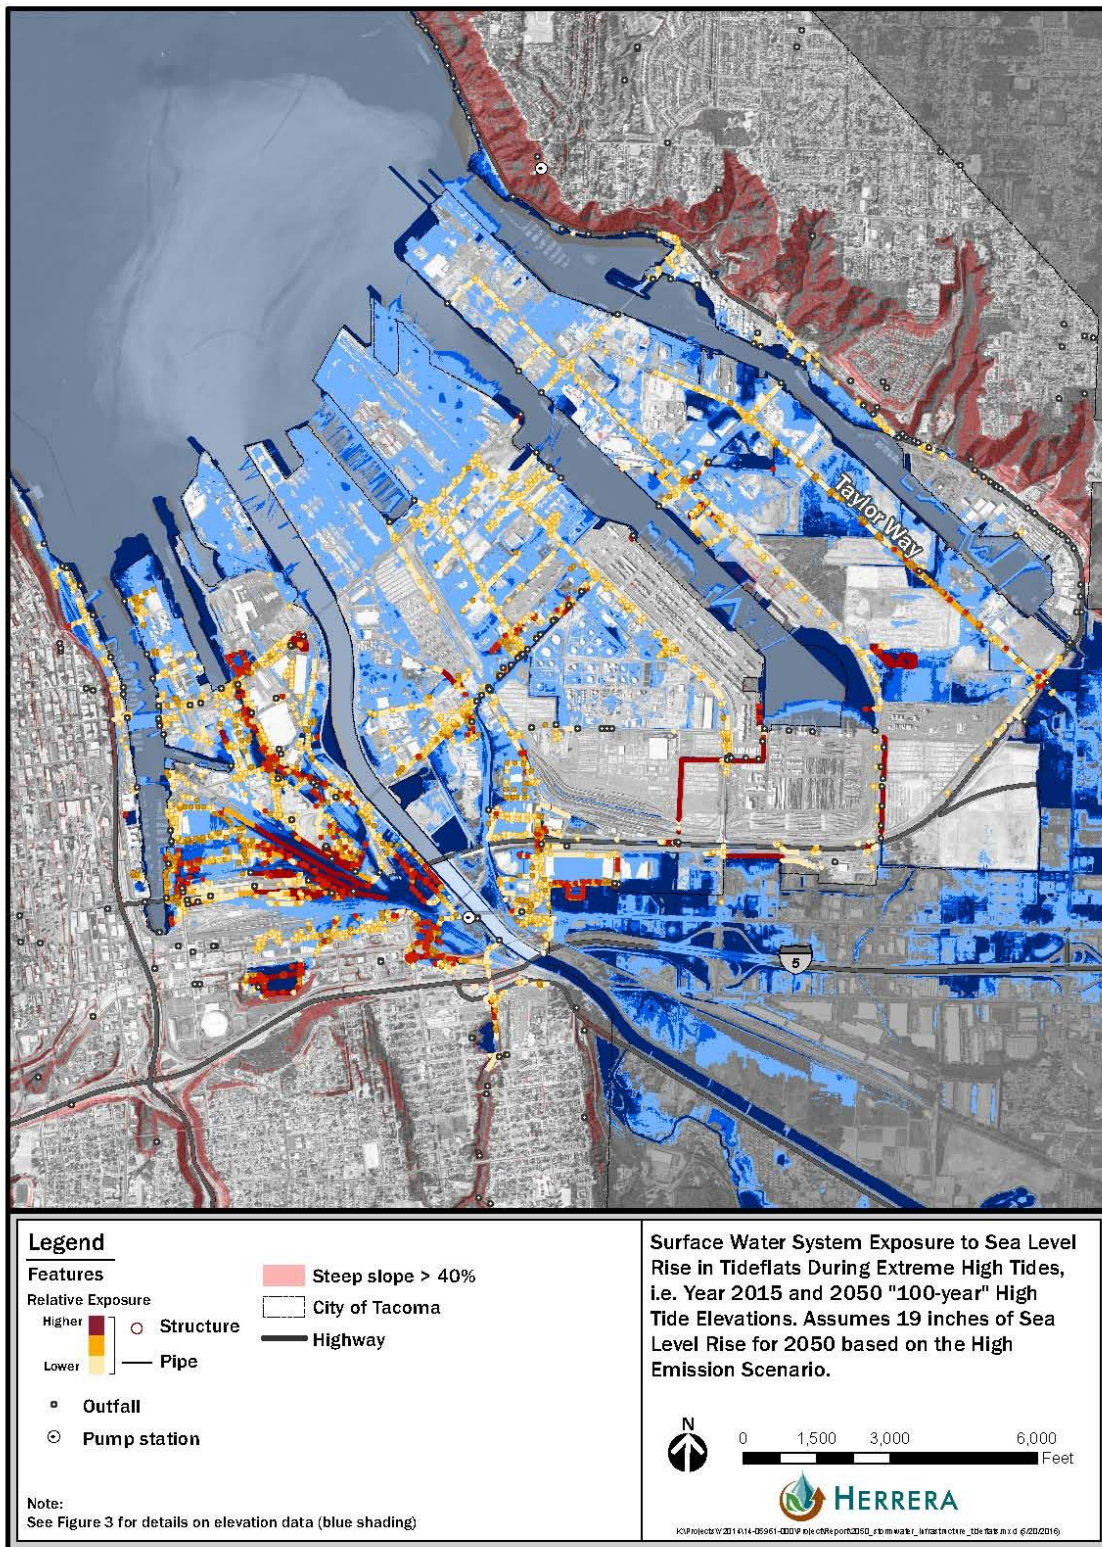 Taylor Way
5
Legend
Features
Relative Exposure
Higher
Lower
Structure
Pipe
Outfall
Pump station
Steep slope > 40%
City of Tacoma
Highway
Note:
See Figure 3 for details on elevation data (blue shading)
Surface Water System Exposure to Sea Level
Rise in Tideflats During Extreme High Tides,
i.e. Year 2015 and 2050 "100-year" High
Tide Elevations. Assumes 19 inches of Sea
Level Rise for 2050 based on the High
Emission Scenario.
N
0 1,500 3,000 6,000
Feet
HERRERA